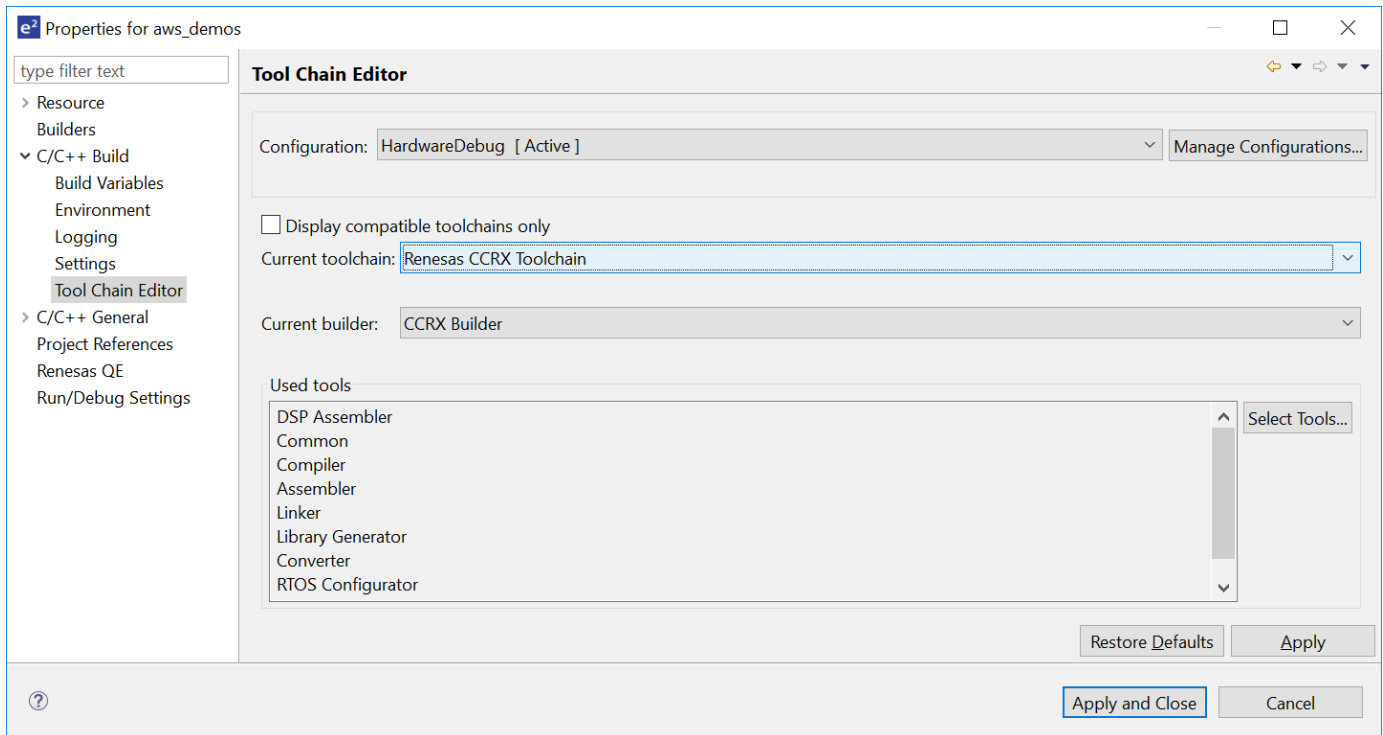 e² Properties for aws_demos
type filter text
Resource
Builders
C/C++ Build
Build Variables
Environment
Logging
Settings
Tool Chain Editor
C/C++ General
Project References
Renesas QE
Run/Debug Settings
Tool Chain Editor
Configuration: HardwareDebug [ Active ] Manage Configurations...
Display compatible toolchains only
Current toolchain: Renesas CCRX Toolchain
Current builder: CCRX Builder
Used tools
DSP Assembler
Common
Compiler
Assembler
Linker
Library Generator
Converter
RTOS Configurator
Select Tools...
Restore Defaults Apply
? Apply and Close Cancel